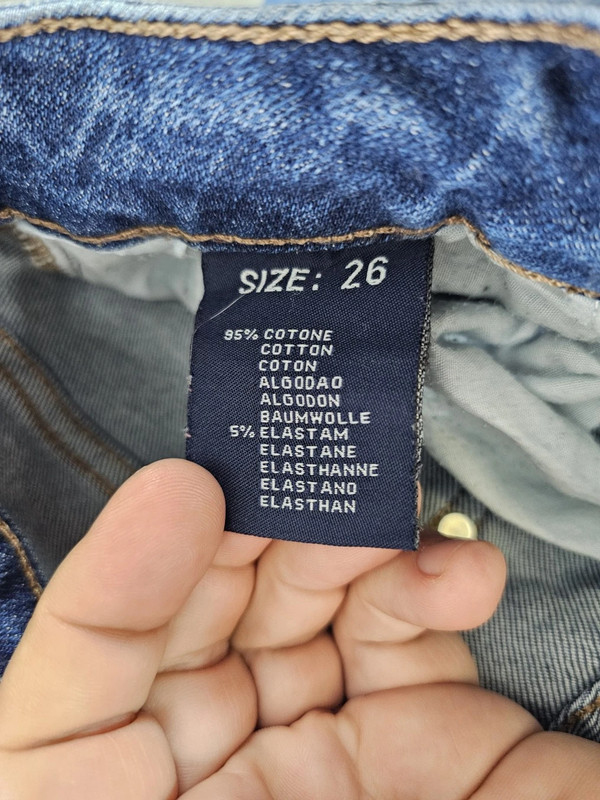 SIZE: 26
95% COTONE
COTTON
COTON
ALGODAO
ALGODON
BAUMWOLLE
5% ELASTAM
ELASTANE
ELASTHANNE
ELASTANO
ELASTHAN